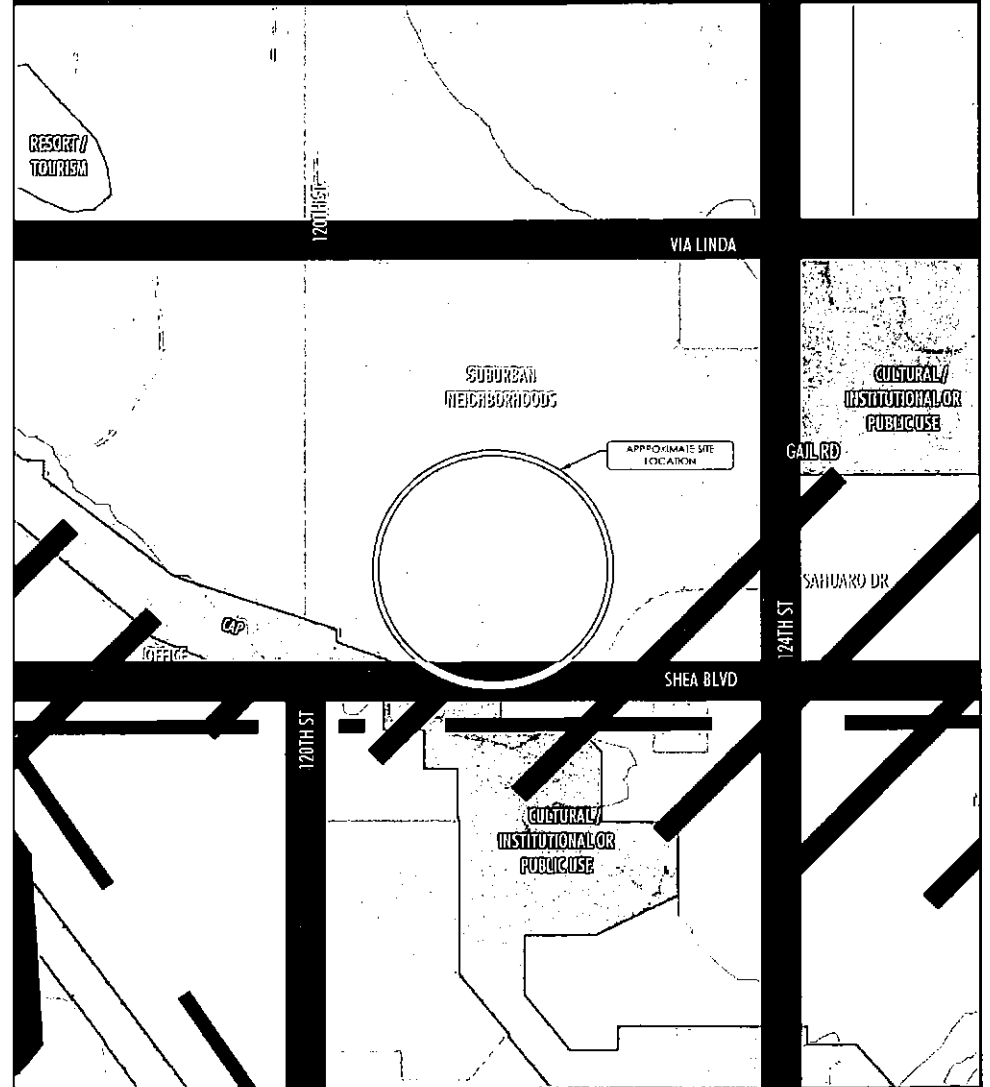 RESORT/
TOURISM
120TH ST
VIA LINDA
SUBURBAN
NEIGHBORHOODS
CULTURAL/
INSTITUTIONAL OR
PUBLIC USE
APPROXIMATE SITE
LOCATION
GAIL RD
SAHUARO DR
CAP
OFFICE
124TH ST
SHEA BLVD
120TH ST
CULTURAL/
INSTITUTIONAL OR
PUBLIC USE